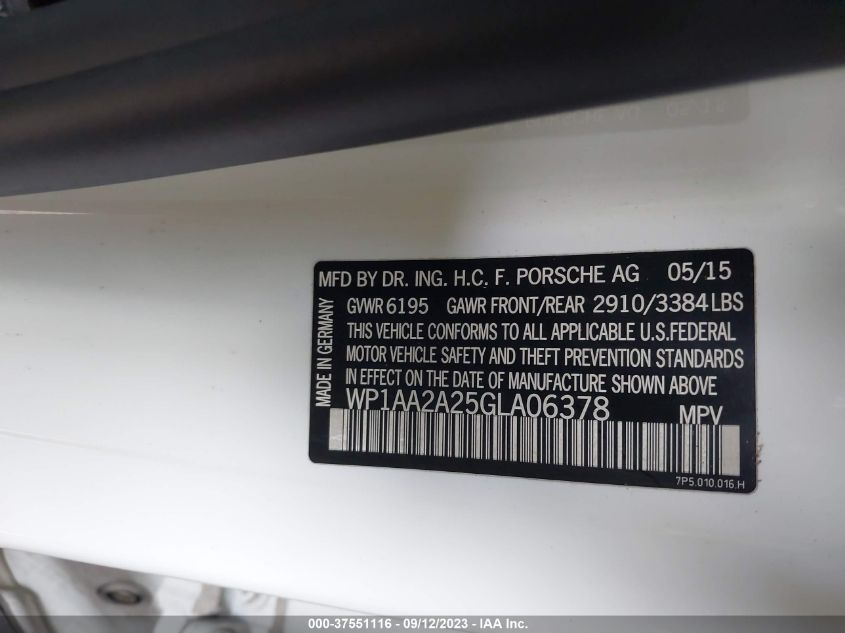 MFD BY DR. ING. H.C. F. PORSCHE AG 05/15
GVWR 6195 GAWR FRONT/REAR 2910/3384 LBS
THIS VEHICLE CONFORMS TO ALL APPLICABLE U.S.FEDERAL
MOTOR VEHICLE SAFETY AND THEFT PREVENTION STANDARDS
IN EFFECT ON DATE OF MANUFACTURE SHOWN ABOVE
WP1AA2A25GLA06378 MPV
7P5.010.016.H
MADE IN GERMANY
000-37551116 - 09/12/2023 - IAA Inc.